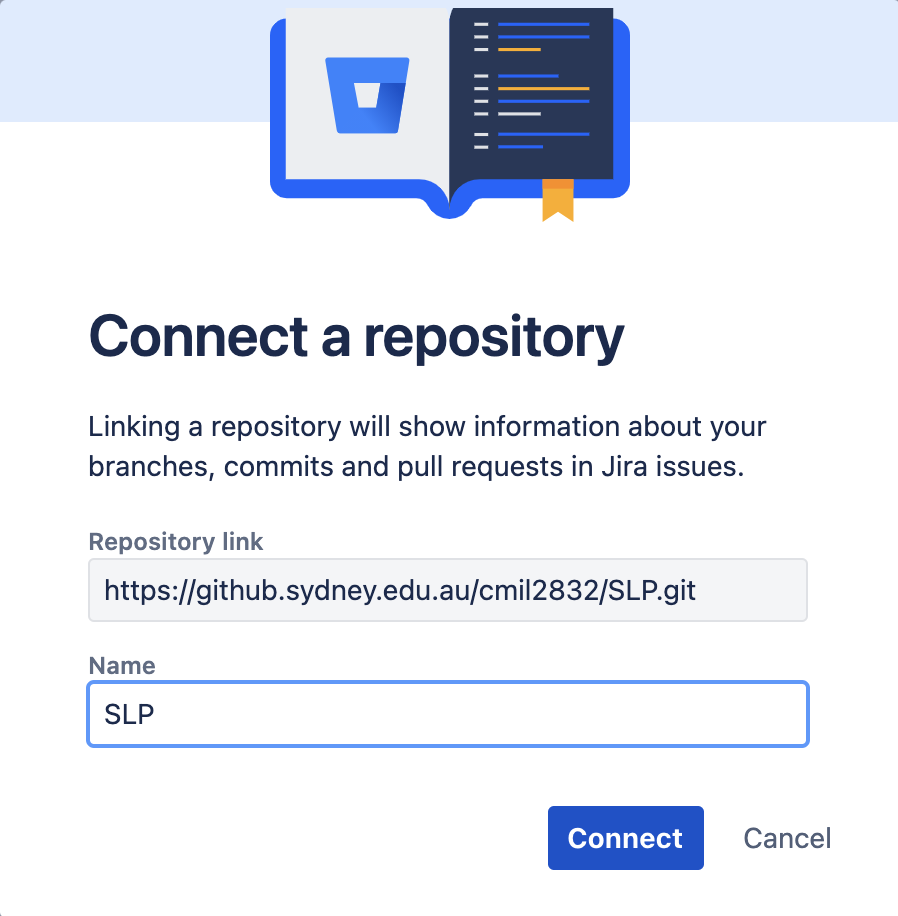 Connect a repository
Linking a repository will show information about your
branches, commits and pull requests in Jira issues.
Repository link
https://github.sydney.edu.au/cmil2832/SLP.git
Name
SLP
Connect Cancel